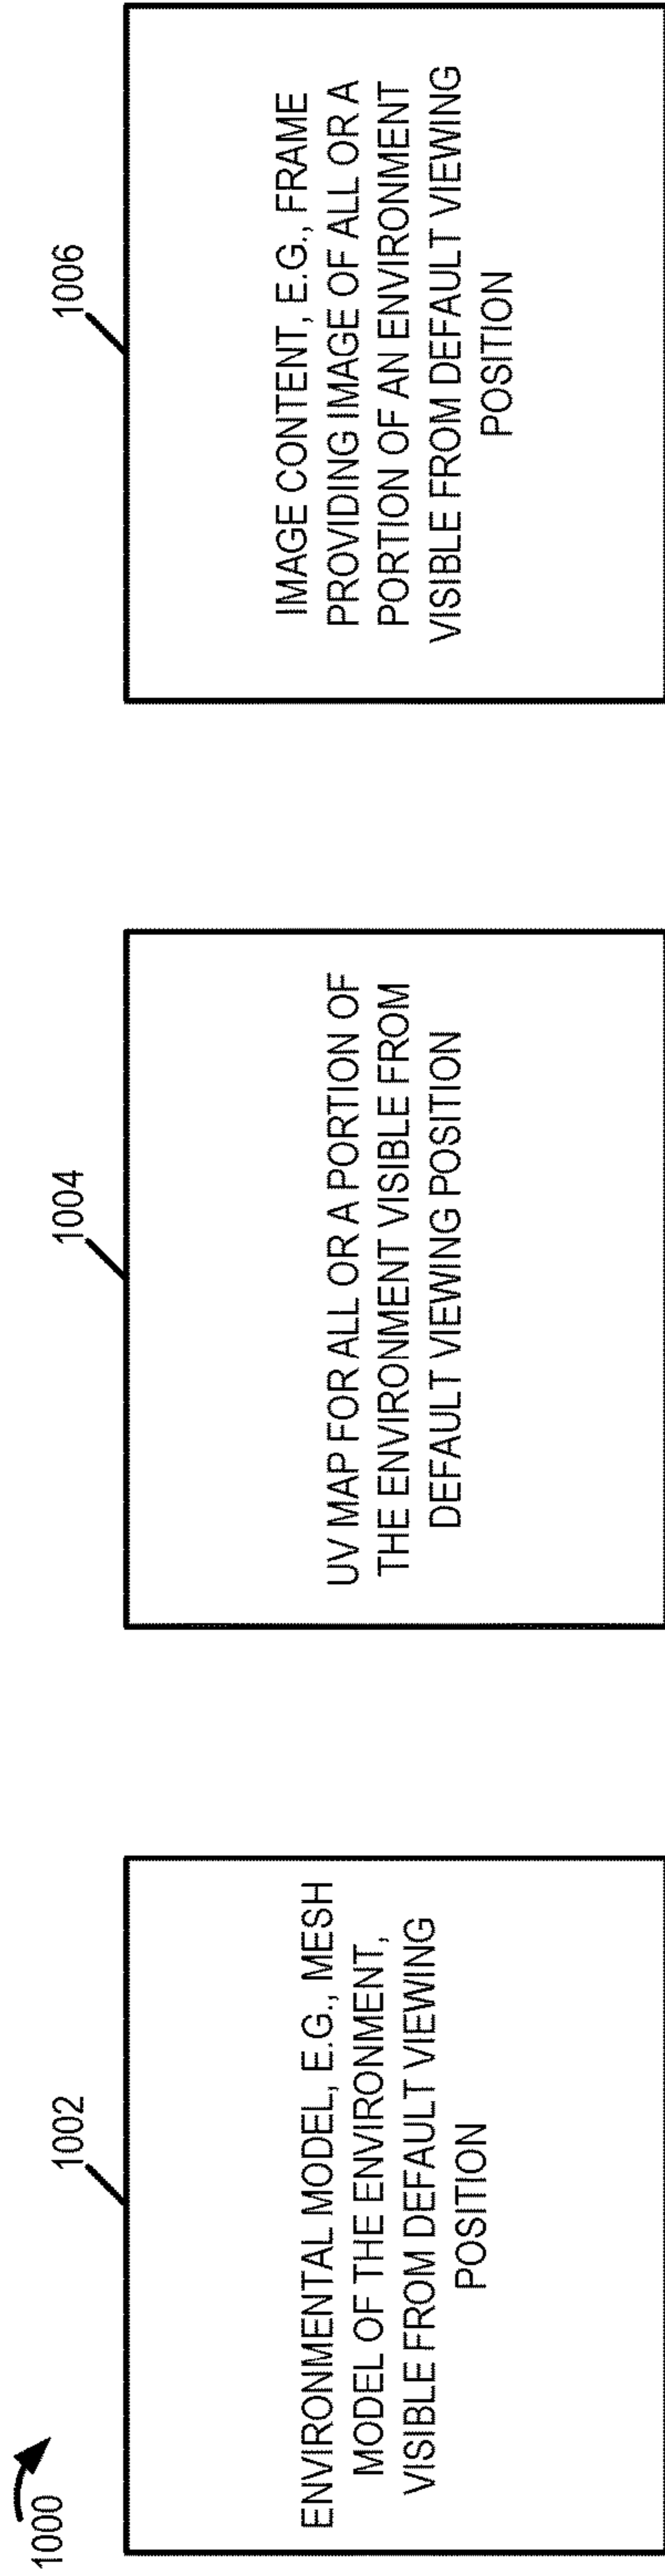 1000
1002
ENVIRONMENTAL MODEL, E.G., MESH
MODEL OF THE ENVIRONMENT,
VISIBLE FROM DEFAULT VIEWING
POSITION
1004
UV MAP FOR ALL OR A PORTION OF
THE ENVIRONMENT VISIBLE FROM
DEFAULT VIEWING POSITION
1006
IMAGE CONTENT, E.G., FRAME
PROVIDING IMAGE OF ALL OR A
PORTION OF AN ENVIRONMENT
VISIBLE FROM DEFAULT VIEWING
POSITION